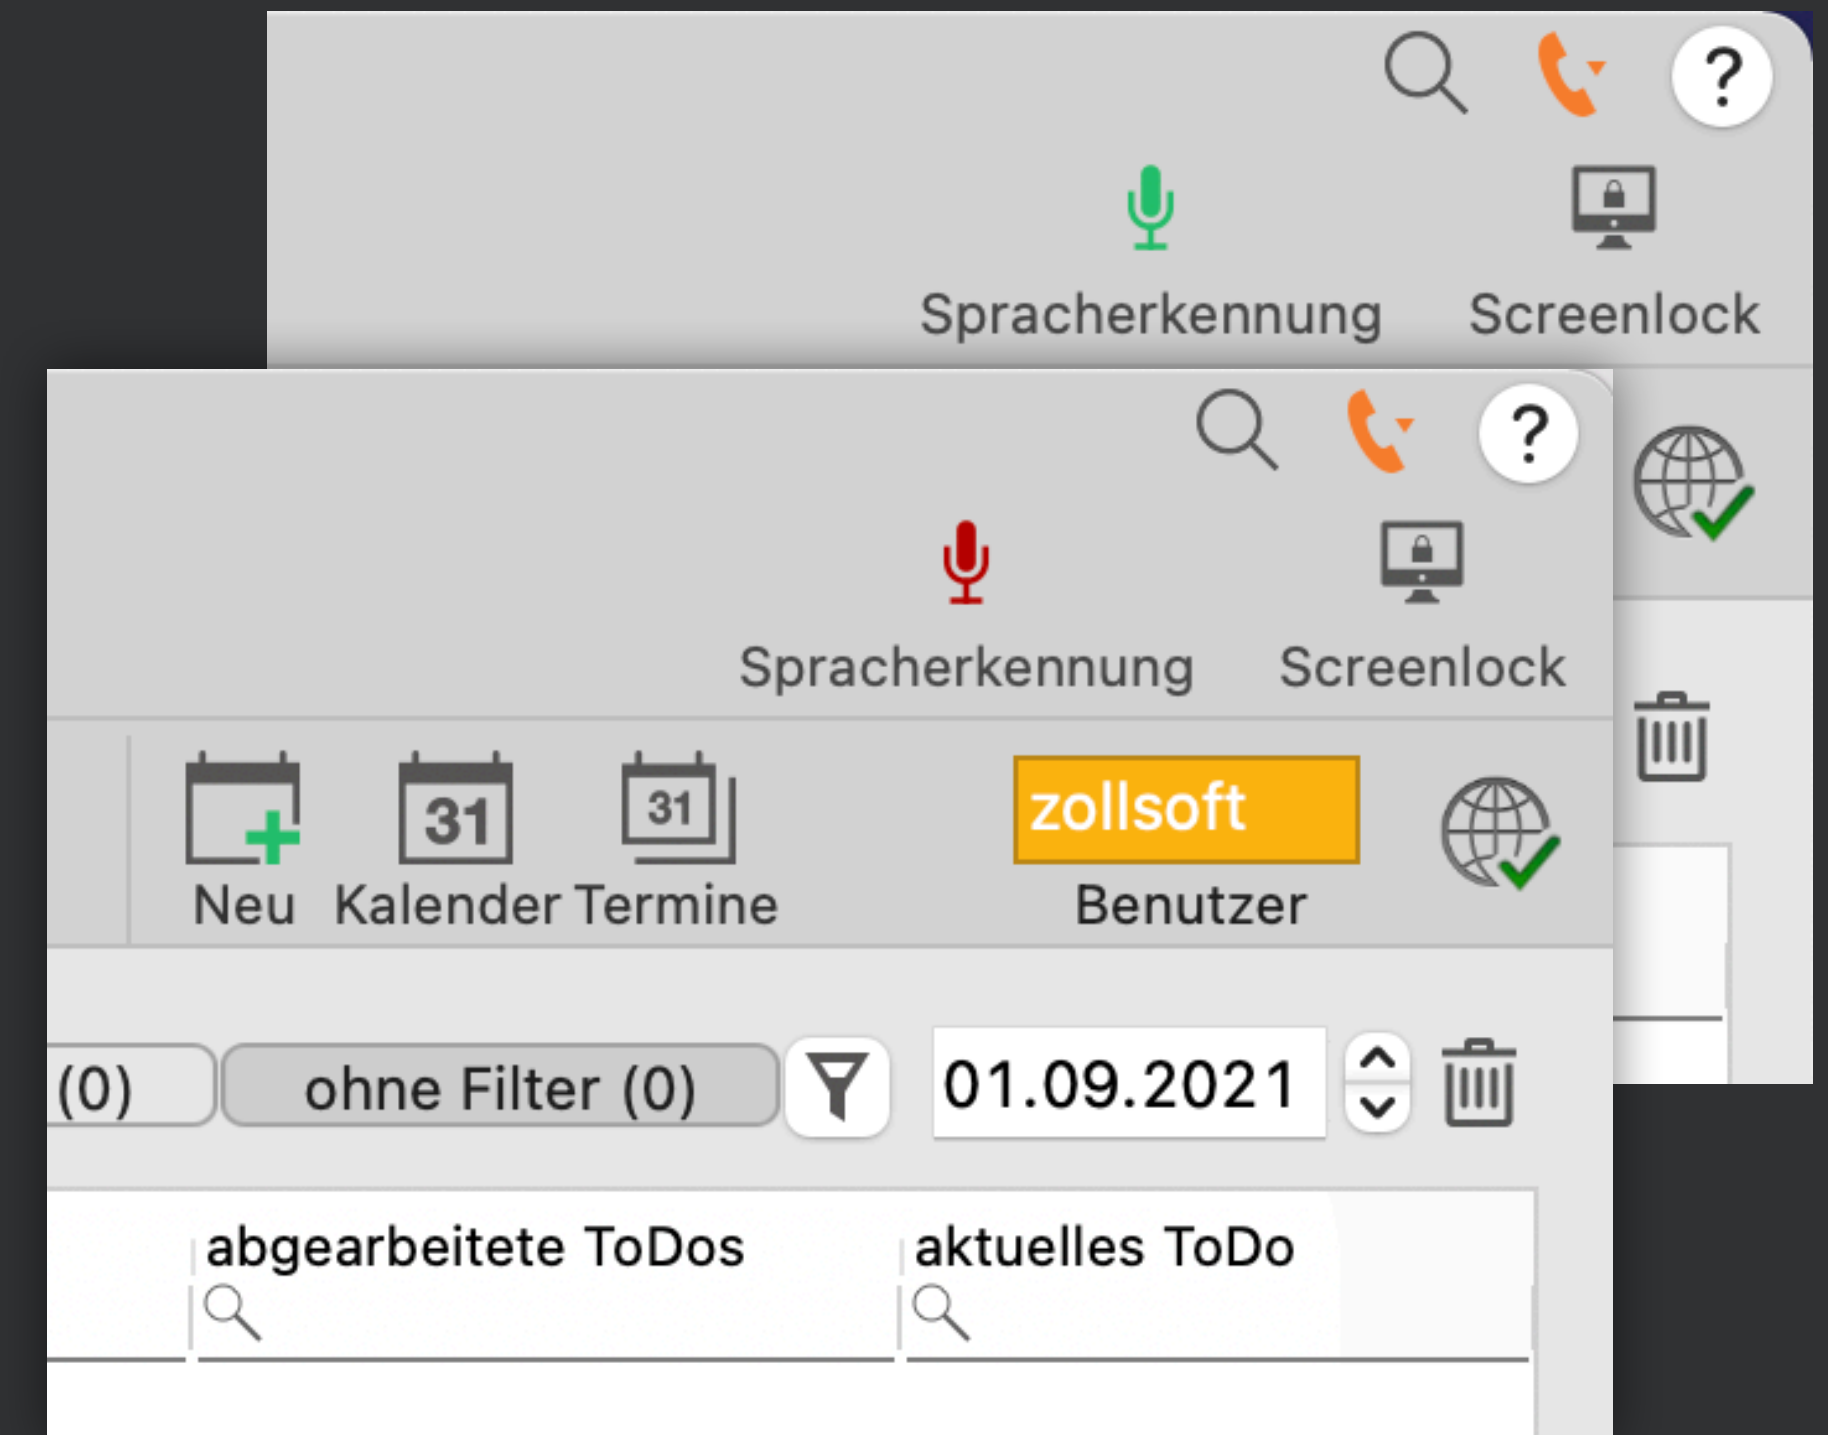 ?
Spracherkennung Screenlock
?
Spracherkennung Screenlock
31 31 zollsoft
Neu Kalender Termine Benutzer
(0) ohne Filter (0) 01.09.2021
abgearbeitete ToDos aktuelles ToDo